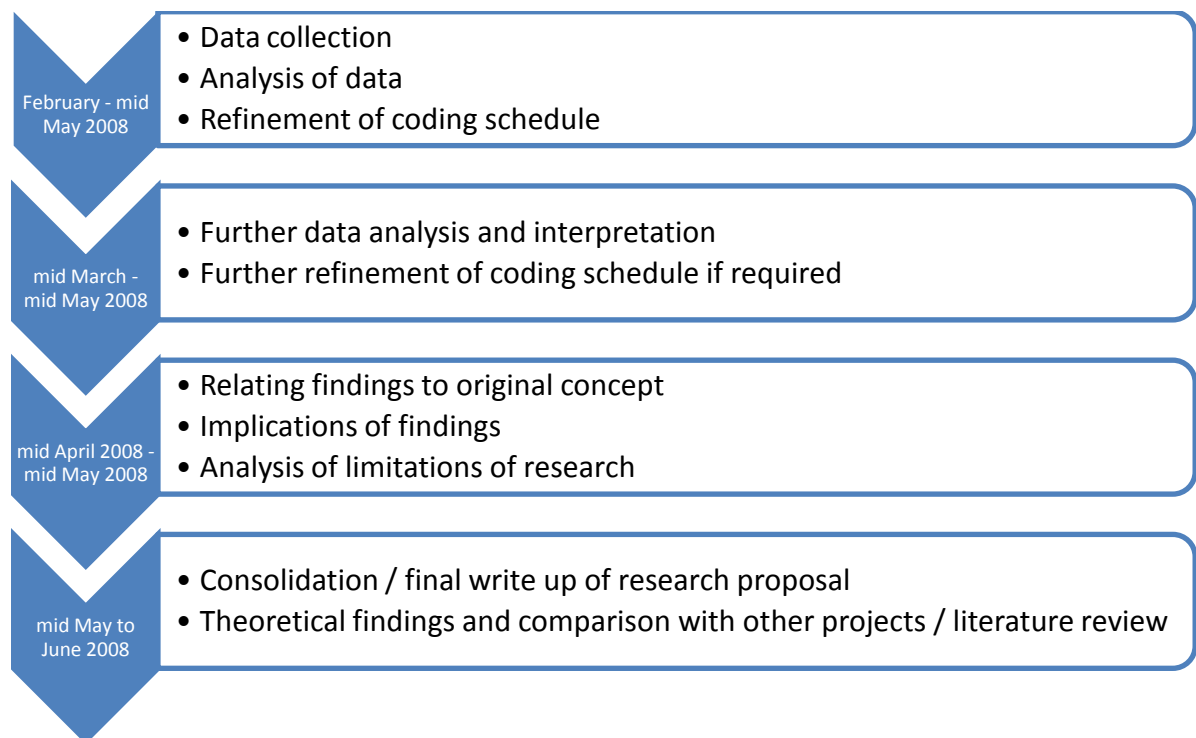 February - mid
May 2008
• Data collection
• Analysis of data
• Refinement of coding schedule
mid March -
mid May 2008
• Further data analysis and interpretation
• Further refinement of coding schedule if required
mid April 2008 -
mid May 2008
• Relating findings to original concept
• Implications of findings
• Analysis of limitations of research
mid May to
June 2008
• Consolidation / final write up of research proposal
• Theoretical findings and comparison with other projects / literature review